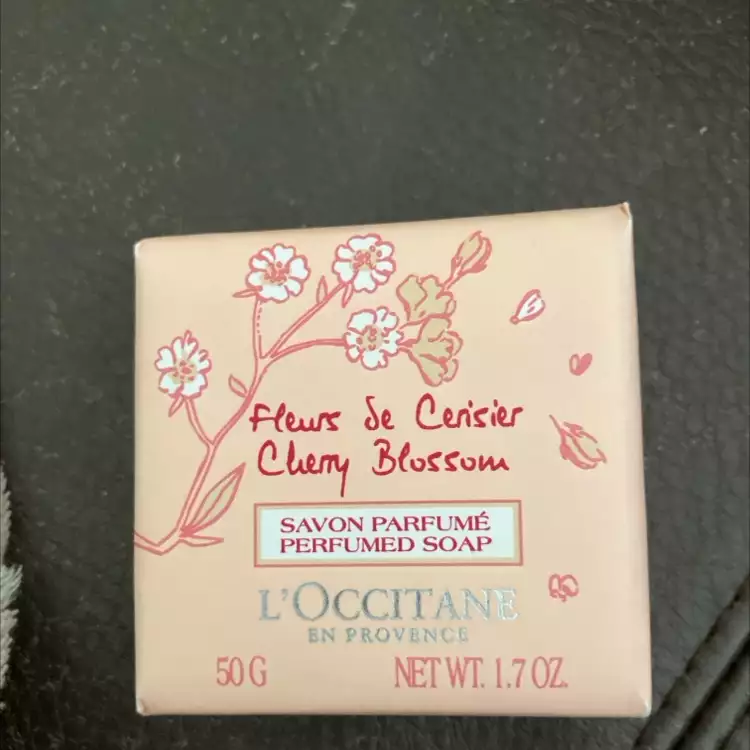 Fleurs de Cerisier
Cherry Blossom
SAVON PARFUMÉ
PERFUMED SOAP
L'OCCITANE
EN PROVENCE
50 G NET WT. 1.7 OZ.